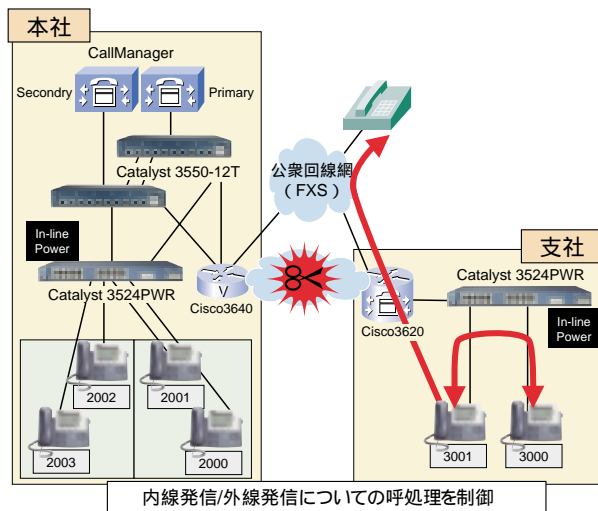 本社
CallManager
Secondry
Primary
Catalyst 3550-12T
公衆回線網
（FXS）
In-line
Power
支社
Catalyst 3524PWR
Catalyst 3524PWR
V
Cisco3640
Cisco3620
In-line
Power
2002
2001
2003
2000
3001
3000
内線発信/外線発信についての呼処理を制御